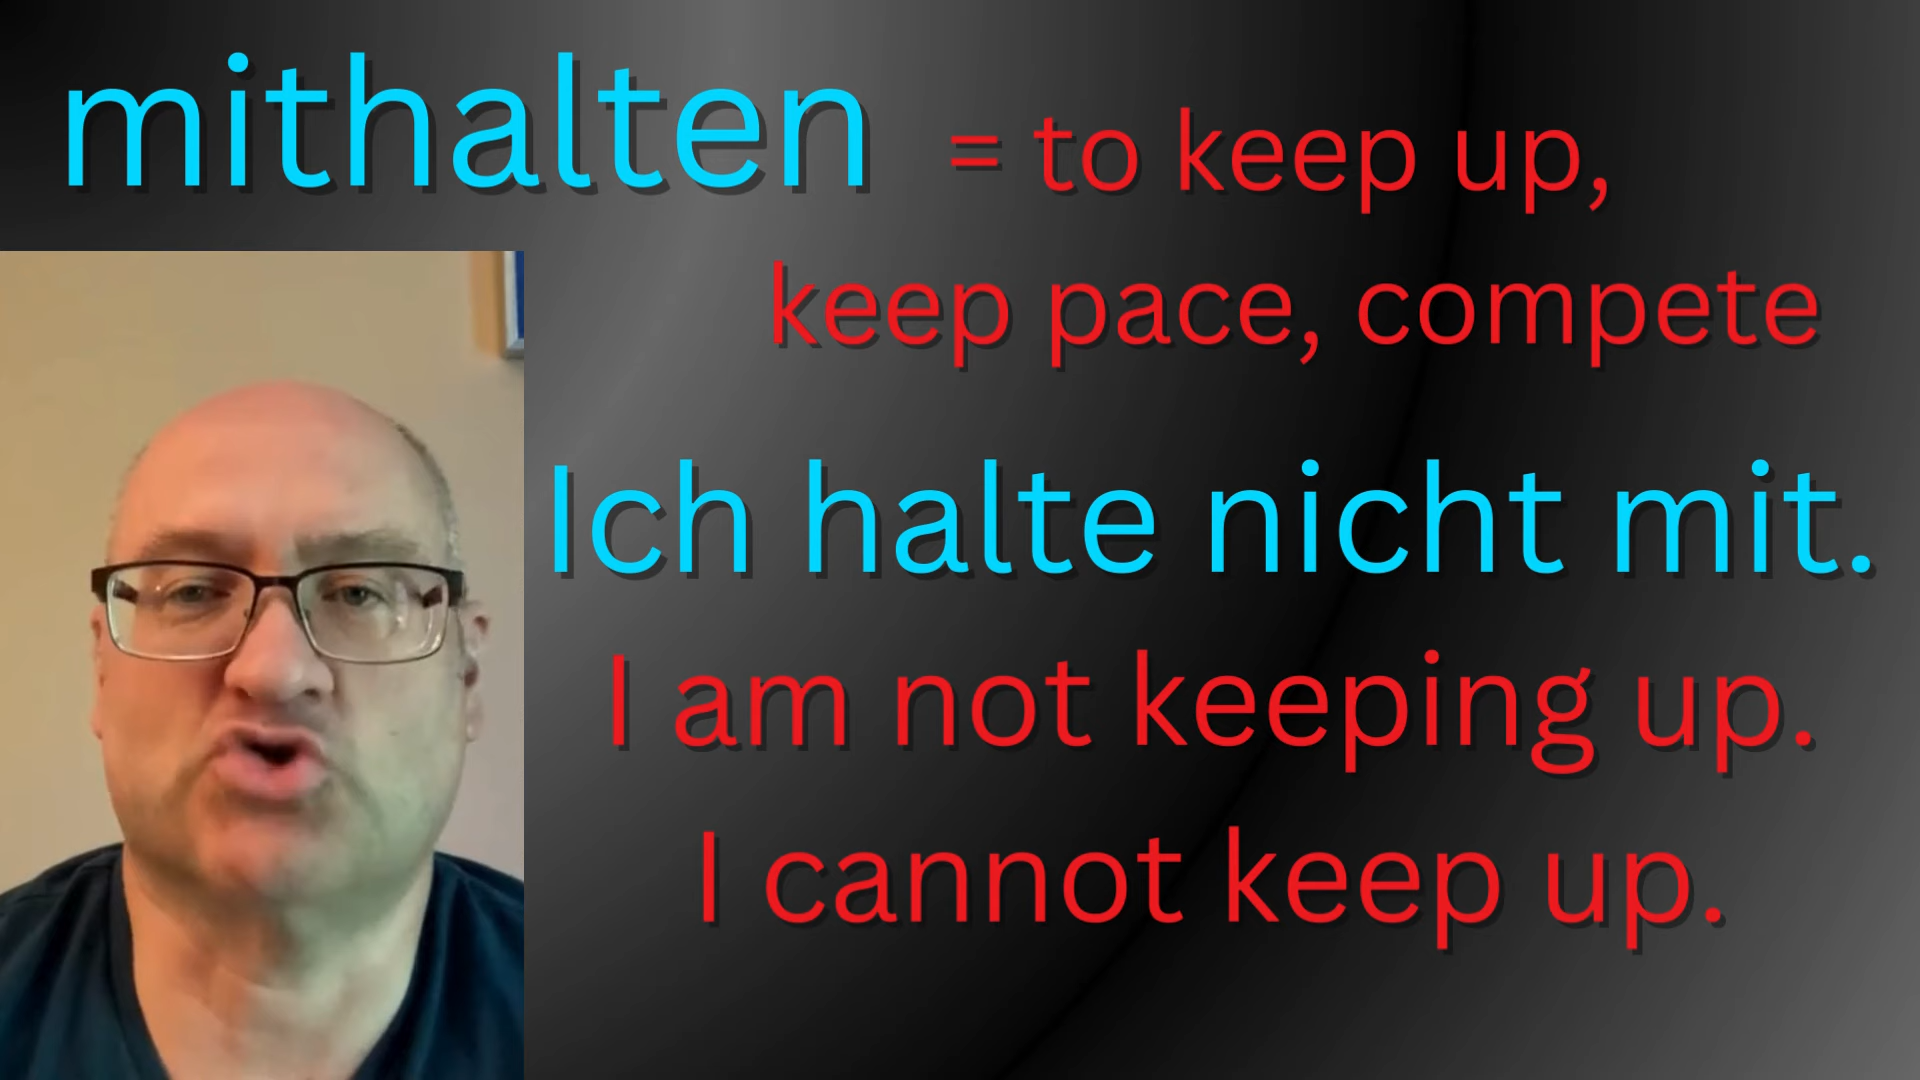 mithalten = to keep up,
keep pace, compete
Ich halte nicht mit.
I am not keeping up.
I cannot keep up.